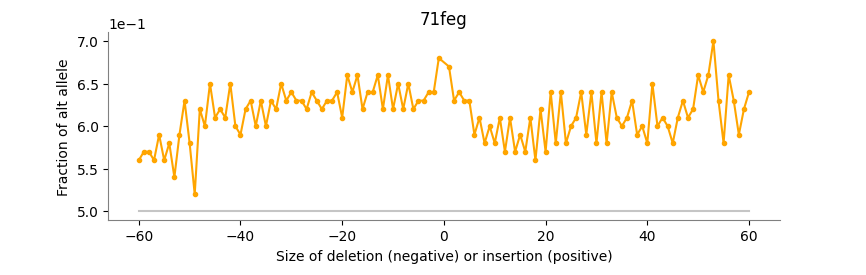 71feg
1e−1
7.0
6.5
6.0
5.5
5.0
Fraction of alt allele
−60 −40 −20 0 20 40 60
Size of deletion (negative) or insertion (positive)